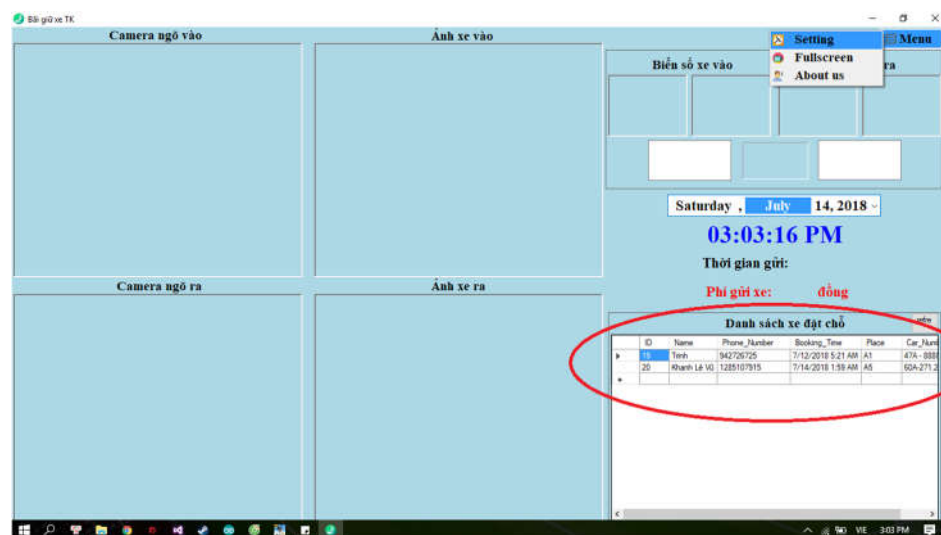 Bãi giữ xe TK
Camera ngõ vào
Ảnh xe vào
Menu
Setting
Fullscreen
About us
Biển số xe vào
ra
Saturday , July 14, 2018
03:03:16 PM
Thời gian gửi:
Phí gửi xe: đồng
Camera ngõ ra
Ảnh xe ra
Danh sách xe đặt chỗ
ID Name Phone_Number Booking_Time Place Car_Num
19 Trinh 942726725 7/12/2018 5:21 AM A1 47A - 888
20 Khanh Lê Vũ 1285107915 7/14/2018 1:59 AM A5 60A-271.2
VIE 3:03 PM